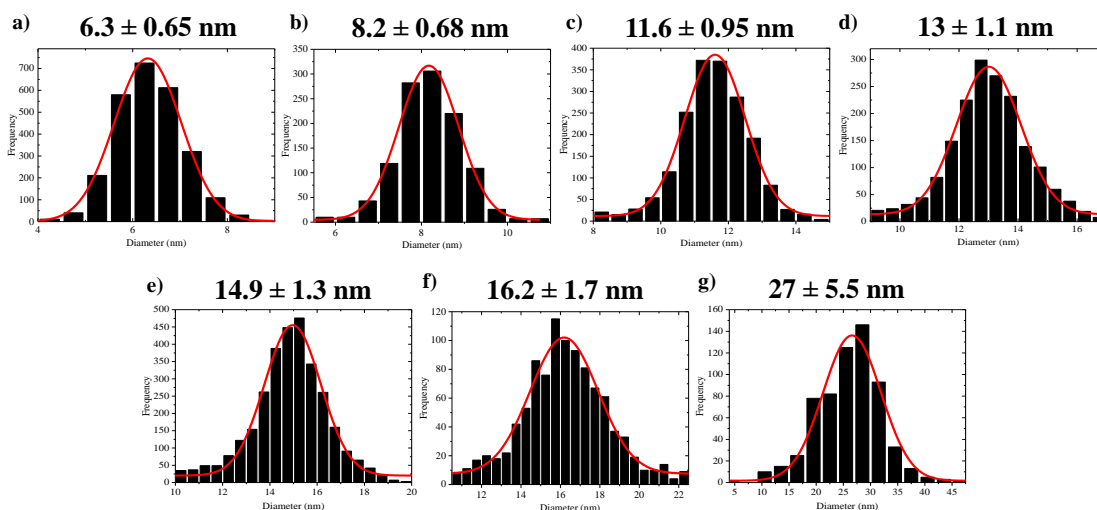 a) 6.3 ± 0.65 nm
700
600
500
400
300
200
100
0
Frequency
4 6 8
Diameter (nm)
b) 8.2 ± 0.68 nm
350
300
250
200
150
100
50
0
Frequency
6 8 10
Diameter (nm)
c) 11.6 ± 0.95 nm
400
350
300
250
200
150
100
50
0
Frequency
8 10 12 14
Diameter (nm)
d) 13 ± 1.1 nm
300
250
200
150
100
50
0
Frequency
10 12 14 16
Diameter (nm)
e) 14.9 ± 1.3 nm
500
450
400
350
300
250
200
150
100
50
0
Frequency
10 12 14 16 18 20
Diameter (nm)
f) 16.2 ± 1.7 nm
120
100
80
60
40
20
0
Frequency
12 14 16 18 20 22
Diameter (nm)
g) 27 ± 5.5 nm
160
140
120
100
80
60
40
20
0
Frequency
5 10 15 20 25 30 35 40 45
Diameter (nm)